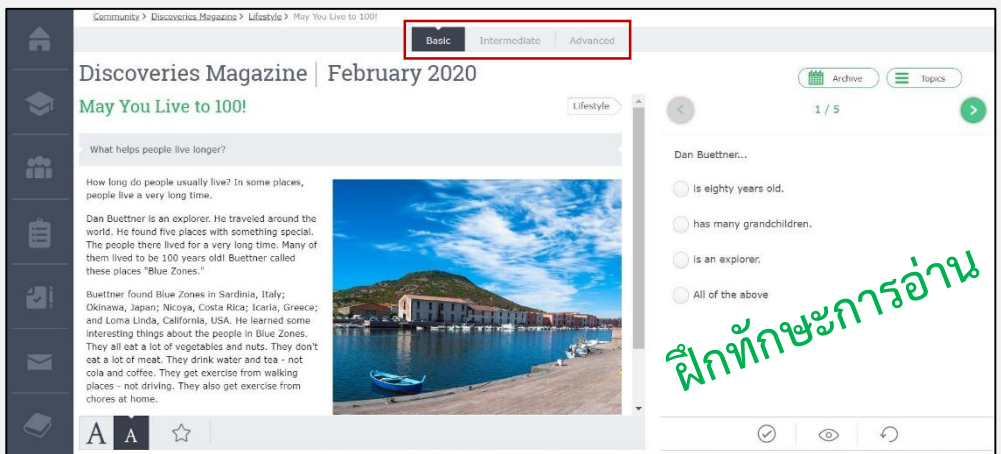 Community > Discoveries Magazine > Lifestyle > May You Live to 100!
Basic Intermediate Advanced
Discoveries Magazine | February 2020
Archive Topics
May You Live to 100!
Lifestyle
1 / 5
What helps people live longer?
How long do people usually live? In some places,
people live a very long time.
Dan Buettner is an explorer. He traveled around the
world. He found five places with something special.
The people there lived for a very long time. Many of
them lived to be 100 years old! Buettner called
these places "Blue Zones."
Buettner found Blue Zones in Sardinia, Italy;
Okinawa, Japan; Nicoya, Costa Rica; Icaria, Greece;
and Loma Linda, California, USA. He learned some
interesting things about the people in Blue Zones.
They all eat a lot of vegetables and nuts. They don't
eat a lot of meat. They drink water and tea - not
cola and coffee. They get exercise from walking
places - not driving. They also get exercise from
chores at home.
A A
Dan Buettner...
is eighty years old.
has many grandchildren.
is an explorer.
All of the above
ฝึกทักษะการอ่าน